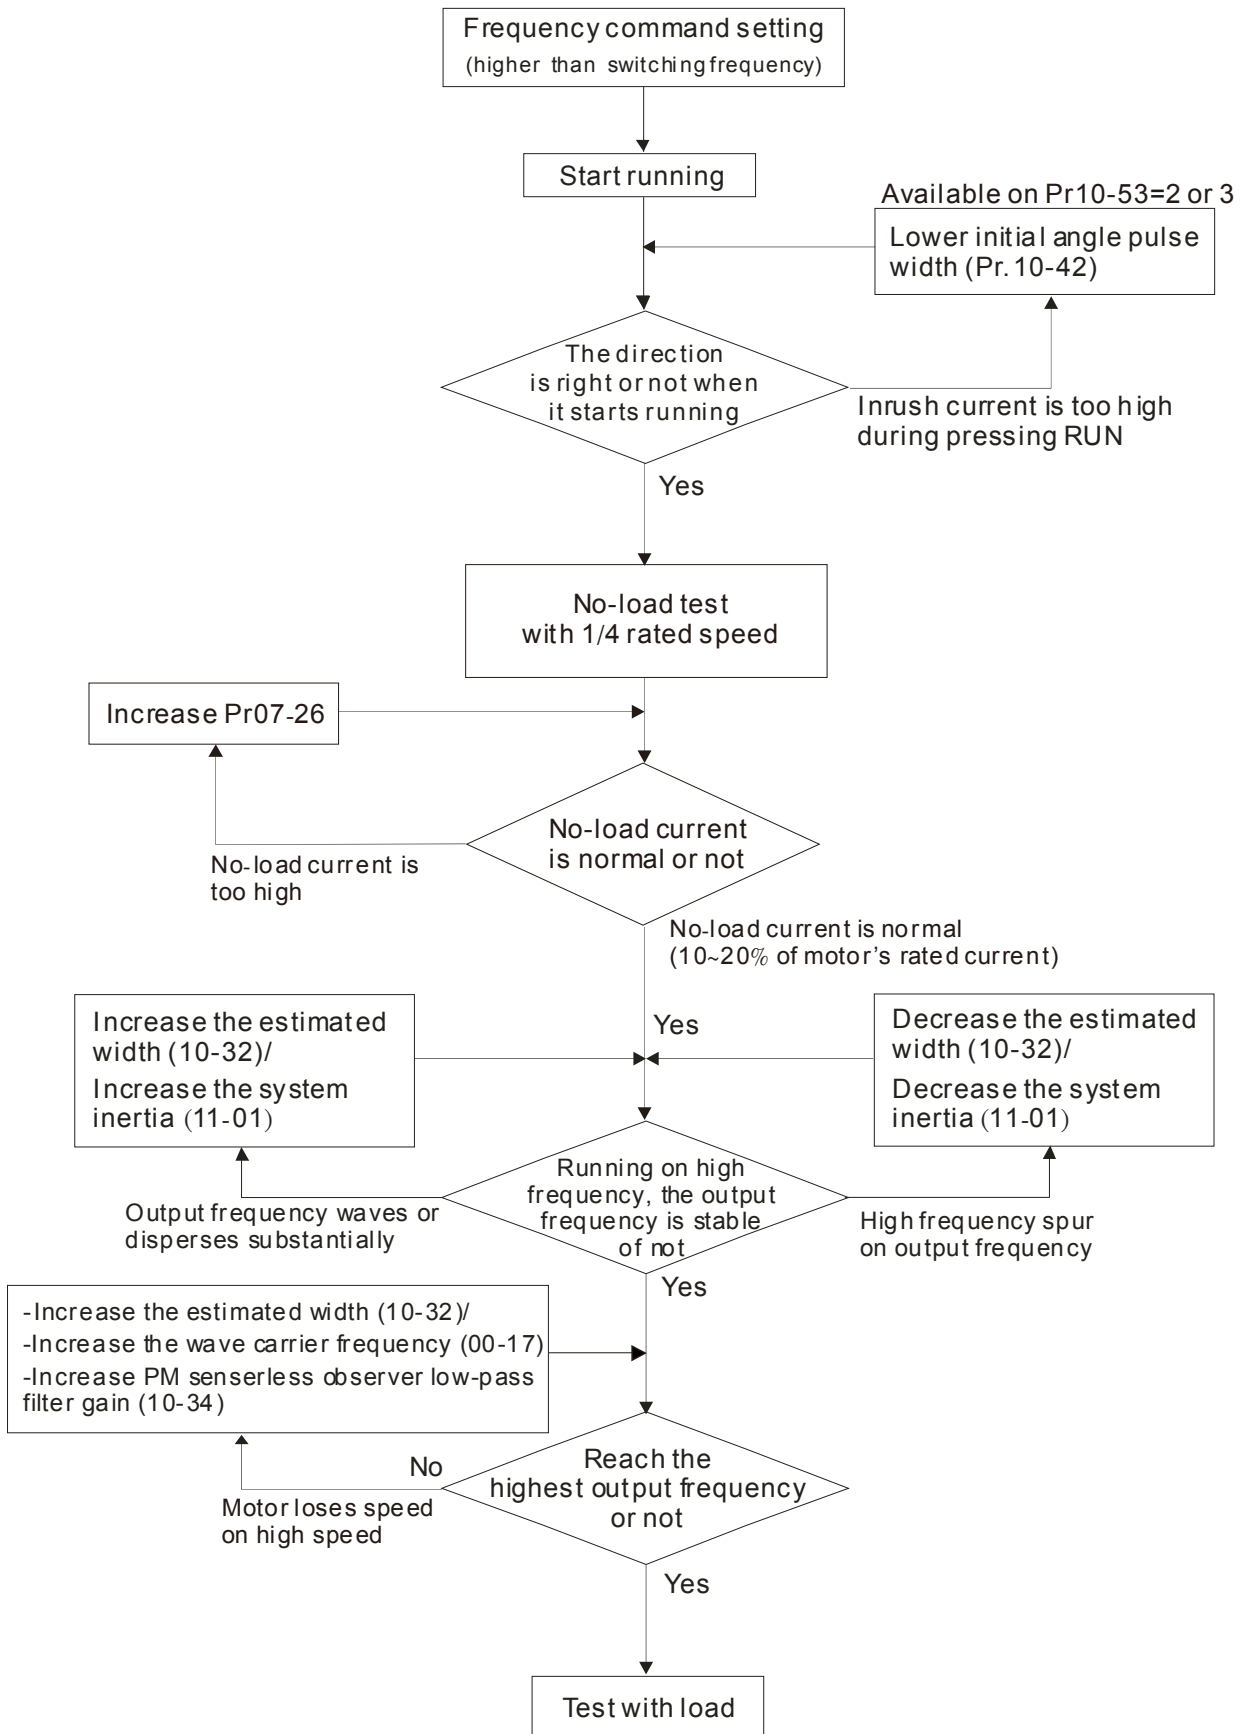 Frequency command setting
(higher than switching frequency)
Start running
Available on Pr10-53=2 or 3
Lower initial angle pulse
width (Pr. 10-42)
The direction
is right or not when
it starts running
Inrush current is too high
during pressing RUN
Yes
No-load test
with 1/4 rated speed
Increase Pr07-26
No-load current
is normal or not
No-load current is
too high
No-load current is normal
(10~20% of motor's rated current)
Yes
Increase the estimated
width (10-32)/
Increase the system
inertia (11-01)
Decrease the estimated
width (10-32)/
Decrease the system
inertia (11-01)
Running on high
frequency, the output
frequency is stable
of not
Output frequency waves or
disperses substantially
High frequency spur
on output frequency
Yes
-Increase the estimated width (10-32)/
-Increase the wave carrier frequency (00-17)
-Increase PM senserless observer low-pass
filter gain (10-34)
Reach the
highest output frequency
or not
No
Motor loses speed
on high speed
Yes
Test with load